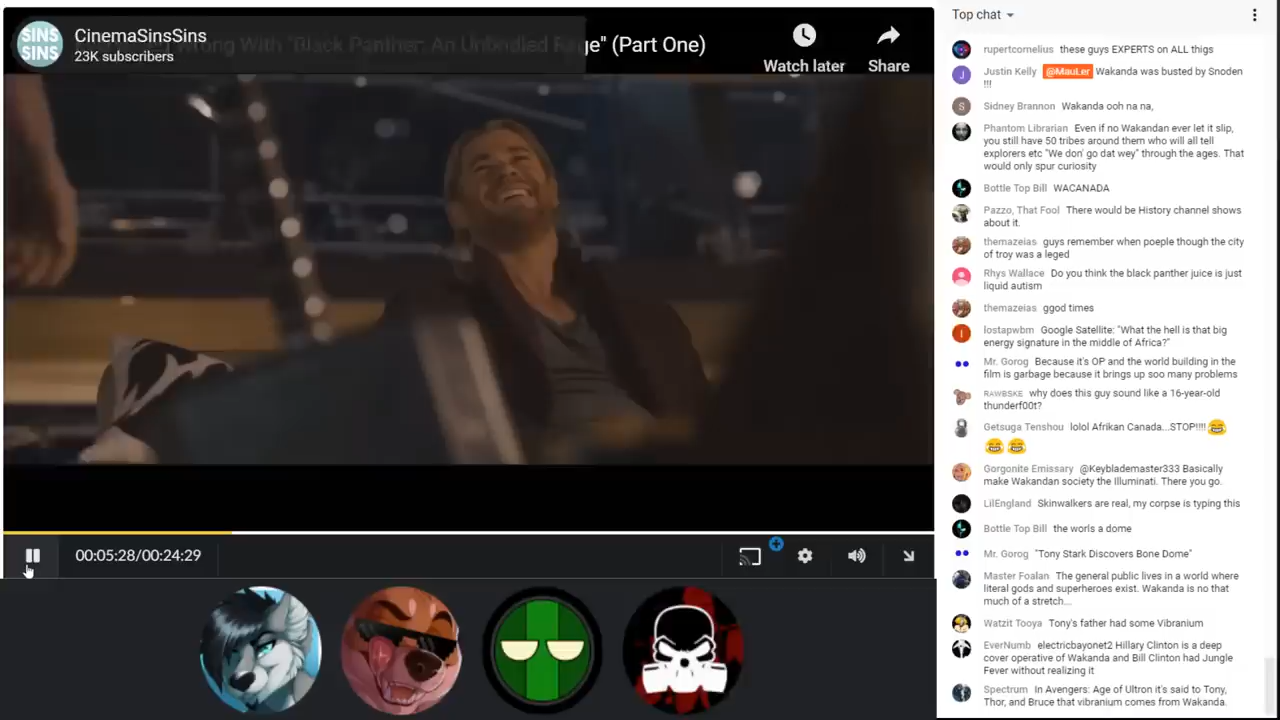 SINS
SINS
CinemaSinsSins
23K subscribers
Wrong With "Black Panther: An Unbridled Rage" (Part One)
Watch later
Share
00:05:28/00:24:29
Top chat
rupertcornelius these guys EXPERTS on ALL thigs
Justin Kelly @MauLer Wakanda was busted by Snoden
!!!
Sidney Brannon Wakanda ooh na na,
Phantom Librarian Even if no Wakandan ever let it slip,
you still have 50 tribes around them who will all tell
explorers etc "We don' go dat wey" through the ages. That
would only spur curiosity
Bottle Top Bill WACANADA
Pazzo, That Fool There would be History channel shows
about it.
themazeias guys remember when poeple though the city
of troy was a leged
Rhys Wallace Do you think the black panther juice is just
liquid autism
themazeias ggod times
lostapwbm Google Satellite: "What the hell is that big
energy signature in the middle of Africa?"
Mr. Gorog Because it's OP and the world building in the
film is garbage because it brings up soo many problems
RAWBSKE why does this guy sound like a 16-year-old
thunderf00t?
Getsuga Tenshou lolol Afrikan Canada...STOP!!!!😂
😂 😂
Gorgonite Emissary @Keyblademaster333 Basically
make Wakandan society the Illuminati. There you go.
LilEngland Skinwalkers are real, my corpse is typing this
Bottle Top Bill the worls a dome
Mr. Gorog "Tony Stark Discovers Bone Dome"
Master Foalan The general public lives in a world where
literal gods and superheroes exist. Wakanda is no that
much of a stretch...
Watzit Tooya Tony's father had some Vibranium
EverNumb electricbayonet2 Hillary Clinton is a deep
cover operative of Wakanda and Bill Clinton had Jungle
Fever without realizing it
Spectrum In Avengers: Age of Ultron it's said to Tony,
Thor, and Bruce that vibranium comes from Wakanda.